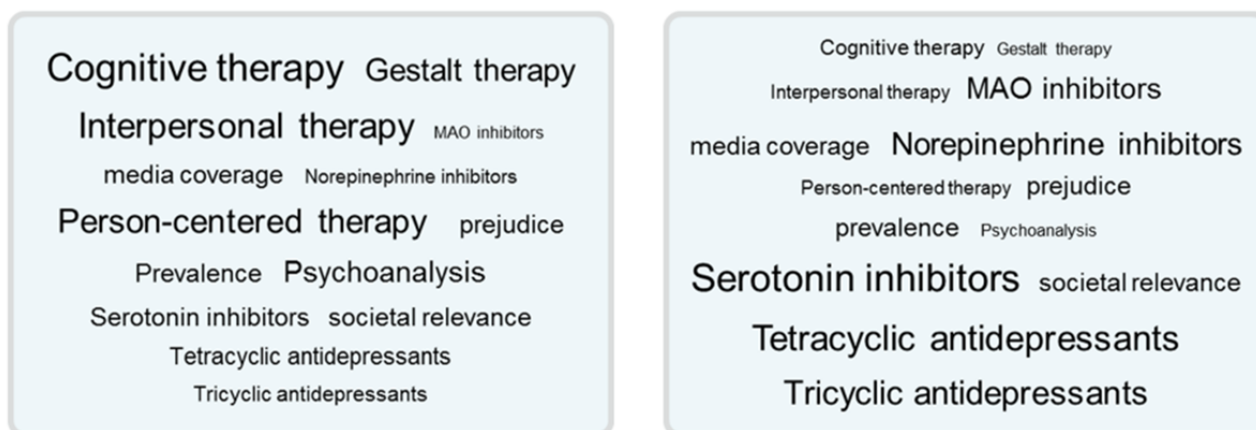 Cognitive therapy Gestalt therapy
Interpersonal therapy MAO inhibitors
media coverage Norepinephrine inhibitors
Person-centered therapy prejudice
Prevalence Psychoanalysis
Serotonin inhibitors societal relevance
Tetracyclic antidepressants
Tricyclic antidepressants
Cognitive therapy Gestalt therapy
Interpersonal therapy MAO inhibitors
media coverage Norepinephrine inhibitors
Person-centered therapy prejudice
prevalence Psychoanalysis
Serotonin inhibitors societal relevance
Tetracyclic antidepressants
Tricyclic antidepressants